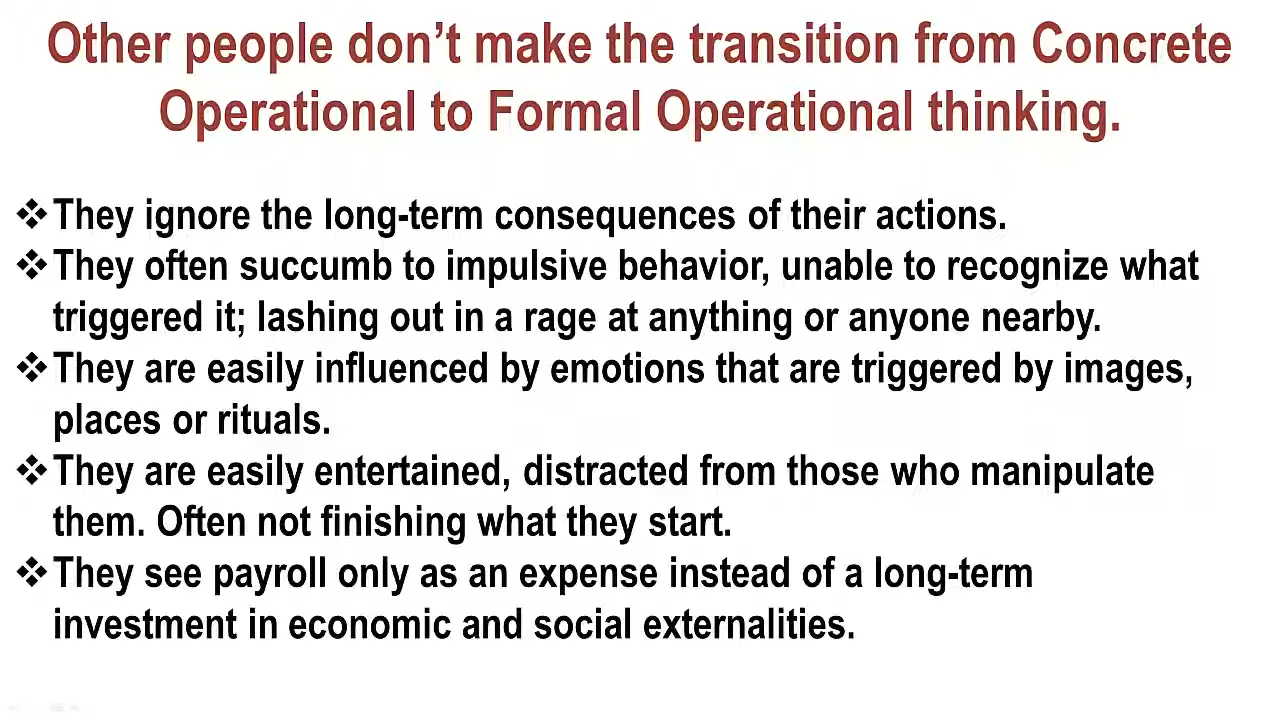 Other people don’t make the transition from Concrete
Operational to Formal Operational thinking.
❖They ignore the long-term consequences of their actions.
❖They often succumb to impulsive behavior, unable to recognize what
triggered it; lashing out in a rage at anything or anyone nearby.
❖They are easily influenced by emotions that are triggered by images,
places or rituals.
❖They are easily entertained, distracted from those who manipulate
them. Often not finishing what they start.
❖They see payroll only as an expense instead of a long-term
investment in economic and social externalities.